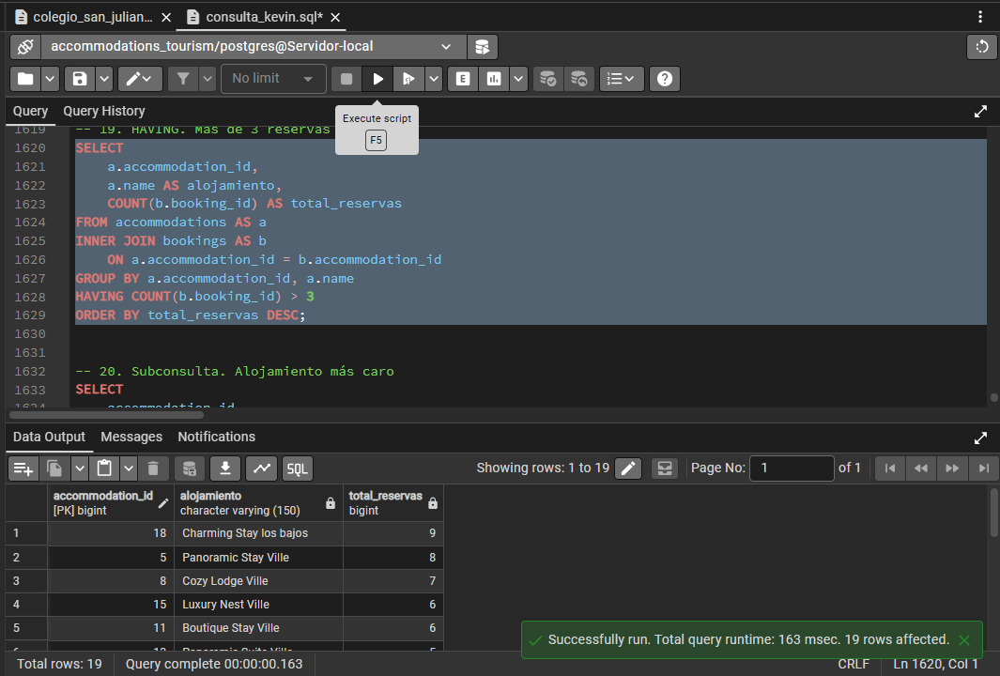 colegio_san_julian...
consulta_kevin.sql*
accommodations_tourism/postgres@Servidor-local
No limit
Query
Query History
Execute script
F5
1619 -- 19. HAVING. Más de 3 reservas
1620 SELECT
1621 a.accommodation_id,
1622 a.name AS alojamiento,
1623 COUNT(b.booking_id) AS total_reservas
1624 FROM accommodations AS a
1625 INNER JOIN bookings AS b
1626 ON a.accommodation_id = b.accommodation_id
1627 GROUP BY a.accommodation_id, a.name
1628 HAVING COUNT(b.booking_id) > 3
1629 ORDER BY total_reservas DESC;
1630
1631
1632 -- 20. Subconsulta. Alojamiento más caro
1633 SELECT
1634 accommodation_id
Data Output
Messages
Notifications
SQL
Showing rows: 1 to 19
Page No: 1 of 1
accommodation_id alojamiento total_reservas
[PK] bigint character varying (150) bigint
1 18 Charming Stay los bajos 9
2 5 Panoramic Stay Ville 8
3 8 Cozy Lodge Ville 7
4 15 Luxury Nest Ville 6
5 11 Boutique Stay Ville 6
Panoramic Suite Ville
Successfully run. Total query runtime: 163 msec. 19 rows affected.
Total rows: 19
Query complete 00:00:00.163
CRLF
Ln 1620, Col 1